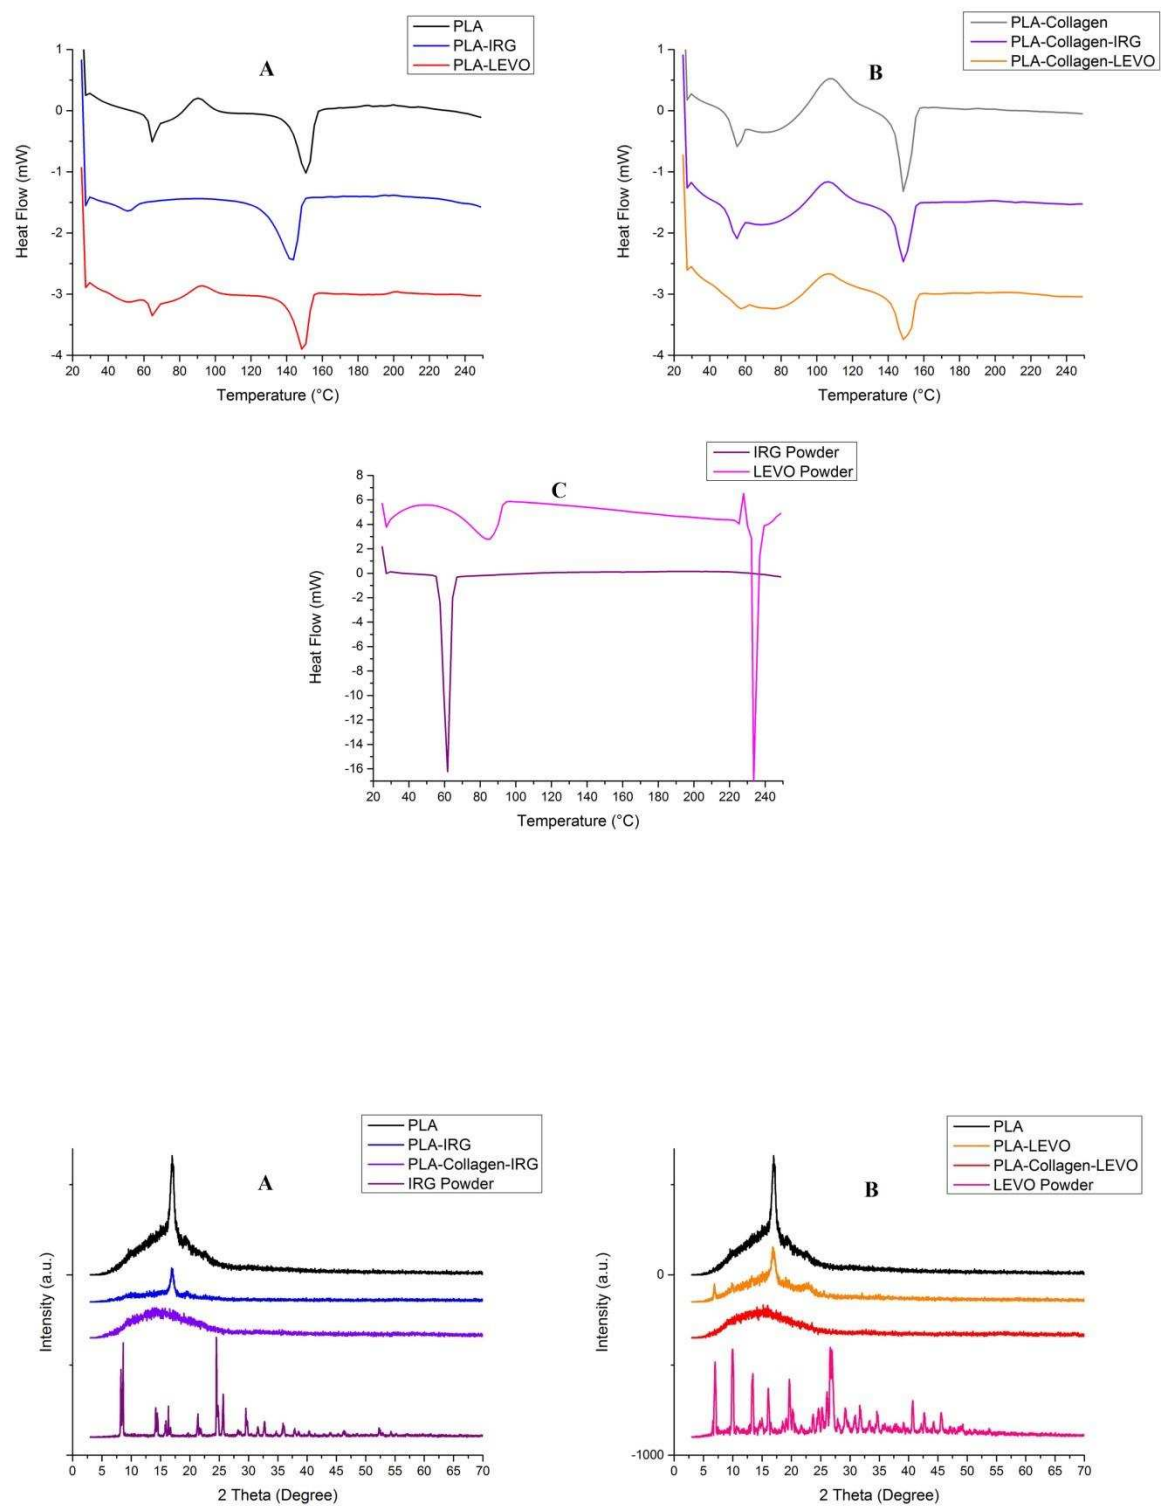 PLA
PLA-IRG
PLA-LEVO
A
1
0
-1
-2
-3
-4
Heat Flow (mW)
20 40 60 80 100 120 140 160 180 200 220 240
Temperature (°C)
PLA-Collagen
PLA-Collagen-IRG
PLA-Collagen-LEVO
B
1
0
-1
-2
-3
-4
Heat Flow (mW)
20 40 60 80 100 120 140 160 180 200 220 240
Temperature (°C)
IRG Powder
LEVO Powder
C
8
6
4
2
0
-2
-4
-6
-8
-10
-12
-14
-16
Heat Flow (mW)
20 40 60 80 100 120 140 160 180 200 220 240
Temperature (°C)
PLA
PLA-IRG
PLA-Collagen-IRG
IRG Powder
A
Intensity (a.u.)
0 5 10 15 20 25 30 35 40 45 50 55 60 65 70
2 Theta (Degree)
PLA
PLA-LEVO
PLA-Collagen-LEVO
LEVO Powder
B
0
-1000
Intensity (a.u.)
0 5 10 15 20 25 30 35 40 45 50 55 60 65 70
2 Theta (Degree)